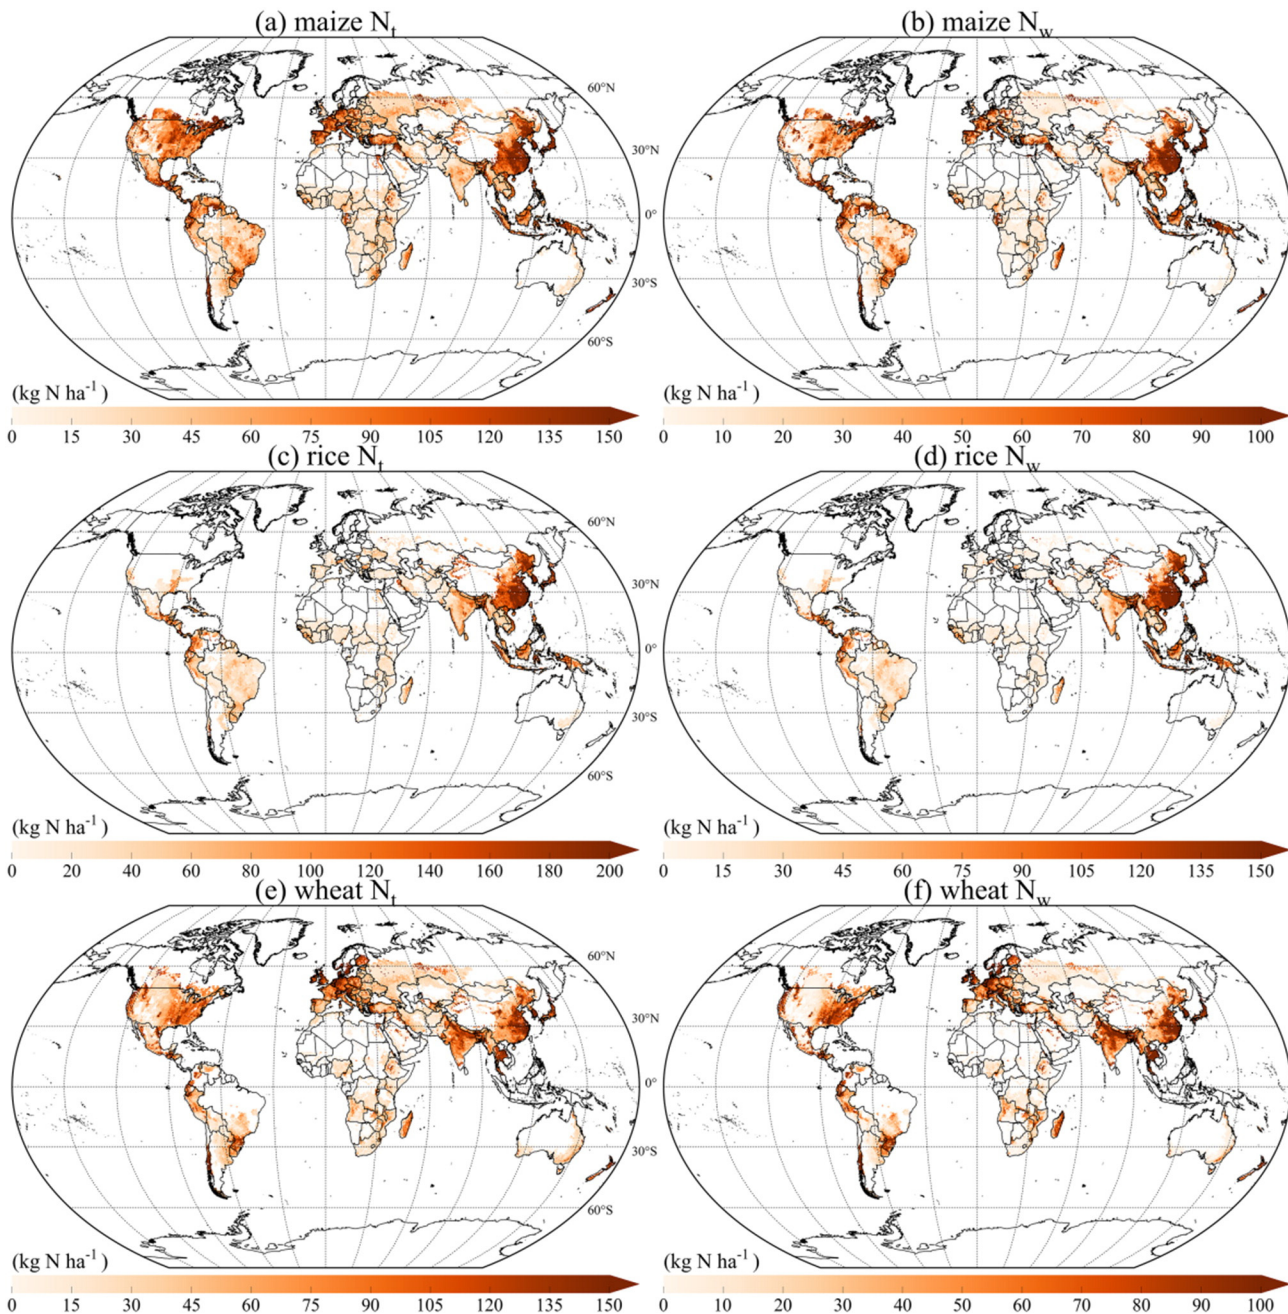 (a) maize Nt (b) maize Nw
60°N
30°N
0°
30°S
60°S
(kg N ha-1) (kg N ha-1)
0 15 30 45 60 75 90 105 120 135 150 0 10 20 30 40 50 60 70 80 90 100
(c) rice Nt (d) rice Nw
60°N
30°N
0°
30°S
60°S
(kg N ha-1) (kg N ha-1)
0 20 40 60 80 100 120 140 160 180 200 0 15 30 45 60 75 90 105 120 135 150
(e) wheat Nt (f) wheat Nw
60°N
30°N
0°
30°S
60°S
(kg N ha-1) (kg N ha-1)
0 15 30 45 60 75 90 105 120 135 150 0 10 20 30 40 50 60 70 80 90 100